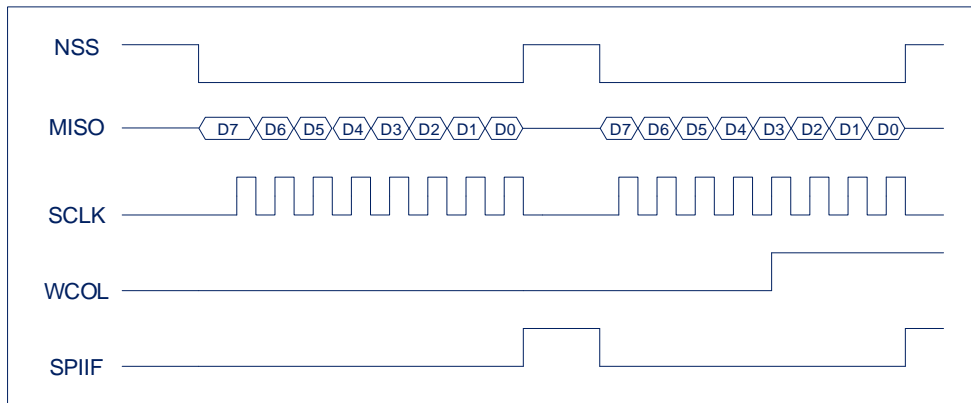 NSS
MISO D7 D6 D5 D4 D3 D2 D1 D0 D7 D6 D5 D4 D3 D2 D1 D0
SCLK
WCOL
SPIIF